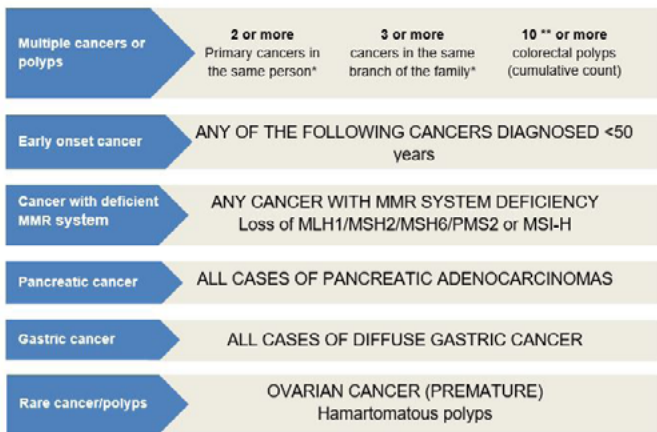 Multiple cancers or
polyps
2 or more
Primary cancers in
the same person*
3 or more
cancers in the same
branch of the family*
10 ** or more
colorectal polyps
(cumulative count)
Early onset cancer
ANY OF THE FOLLOWING CANCERS DIAGNOSED <50
years
Cancer with deficient
MMR system
ANY CANCER WITH MMR SYSTEM DEFICIENCY
Loss of MLH1/MSH2/MSH6/PMS2 or MSI-H
Pancreatic cancer
ALL CASES OF PANCREATIC ADENOCARCINOMAS
Gastric cancer
ALL CASES OF DIFFUSE GASTRIC CANCER
Rare cancer/polyps
OVARIAN CANCER (PREMATURE)
Hamartomatous polyps